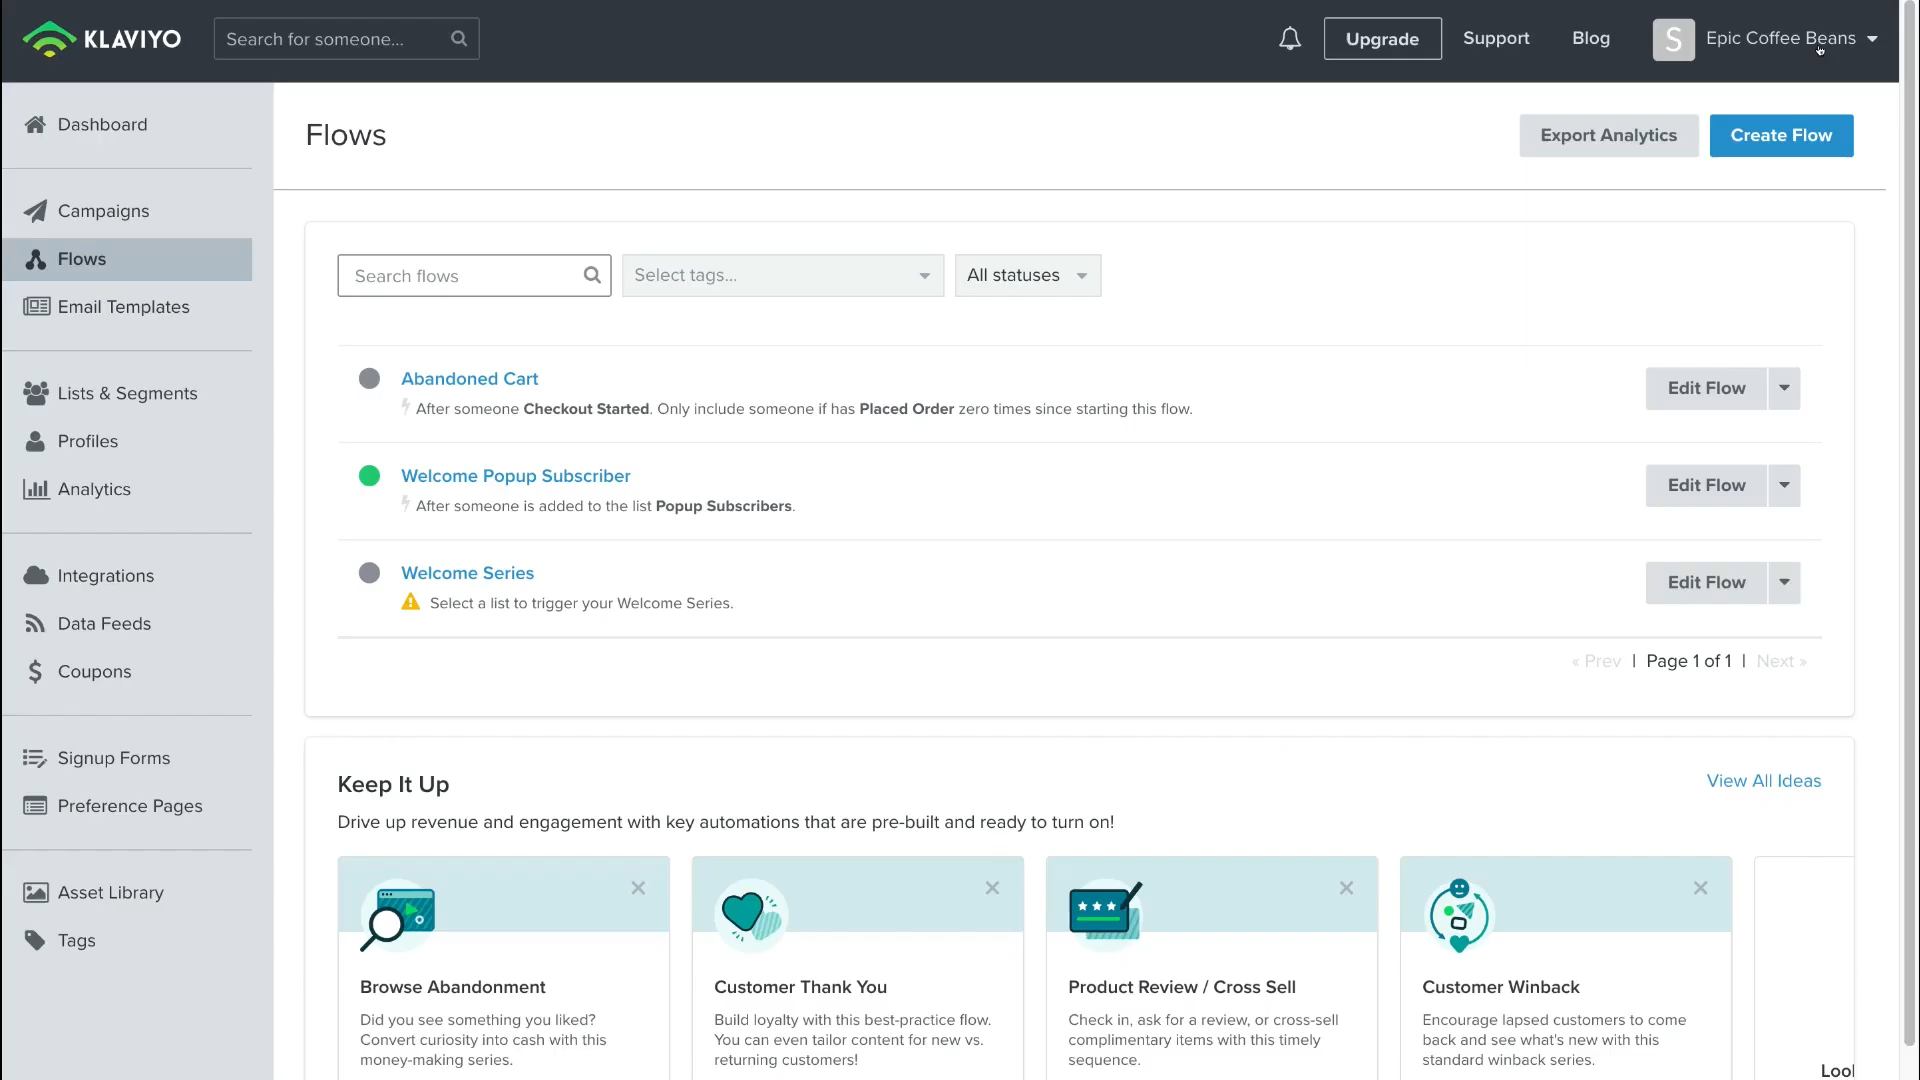 KLAVIYO
Search for someone...
Upgrade
Support
Blog
S
Epic Coffee Beans
Dashboard
Campaigns
Flows
Email Templates
Lists & Segments
Profiles
Analytics
Integrations
Data Feeds
Coupons
Signup Forms
Preference Pages
Asset Library
Tags
Flows
Export Analytics
Create Flow
Search flows
Select tags...
All statuses
Abandoned Cart
After someone Checkout Started. Only include someone if has Placed Order zero times since starting this flow.
Edit Flow
Welcome Popup Subscriber
After someone is added to the list Popup Subscribers.
Edit Flow
Welcome Series
Select a list to trigger your Welcome Series.
Edit Flow
« Prev | Page 1 of 1 | Next »
Keep It Up
View All Ideas
Drive up revenue and engagement with key automations that are pre-built and ready to turn on!
Browse Abandonment
Did you see something you liked?
Convert curiosity into cash with this
money-making series.
Customer Thank You
Build loyalty with this best-practice flow.
You can even tailor content for new vs.
returning customers!
Product Review / Cross Sell
Check in, ask for a review, or cross-sell
complimentary items with this timely
sequence.
Customer Winback
Encourage lapsed customers to come
back and see what's new with this
standard winback series.